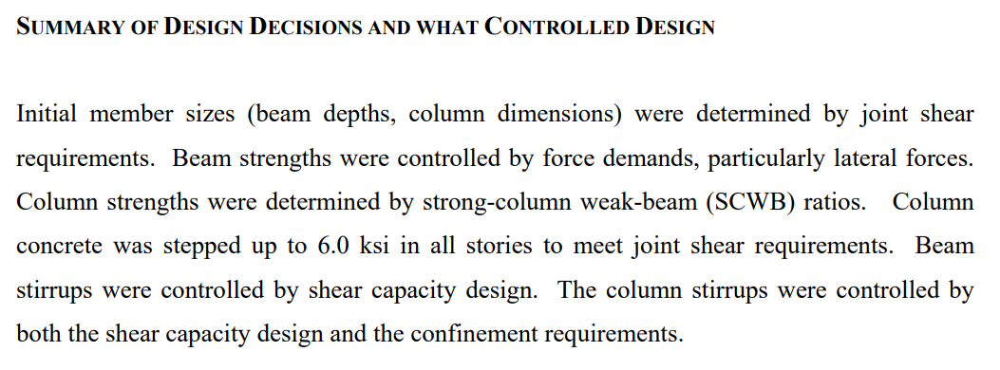 SUMMARY OF DESIGN DECISIONS AND WHAT CONTROLLED DESIGN
Initial member sizes (beam depths, column dimensions) were determined by joint shear
requirements. Beam strengths were controlled by force demands, particularly lateral forces.
Column strengths were determined by strong-column weak-beam (SCWB) ratios. Column
concrete was stepped up to 6.0 ksi in all stories to meet joint shear requirements. Beam
stirrups were controlled by shear capacity design. The column stirrups were controlled by
both the shear capacity design and the confinement requirements.